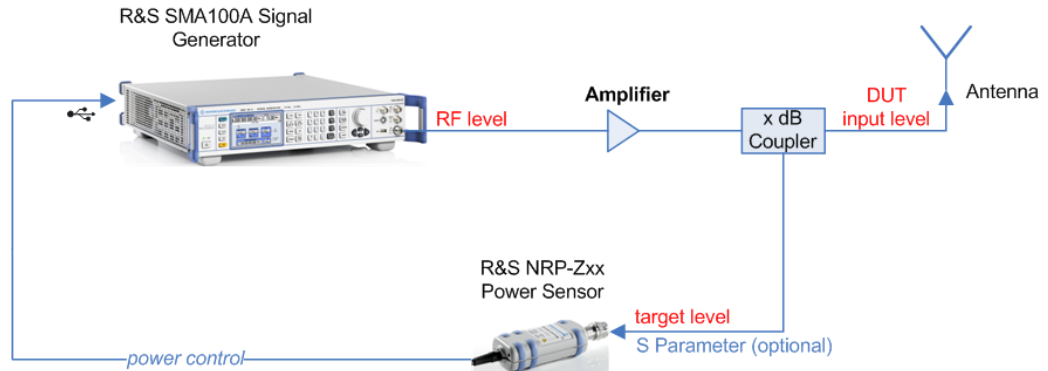 R&S SMA100A Signal
Generator
RF level
Amplifier
x dB
Coupler
DUT
input level
Antenna
R&S NRP-Zxx
Power Sensor
target level
S Parameter (optional)
power control